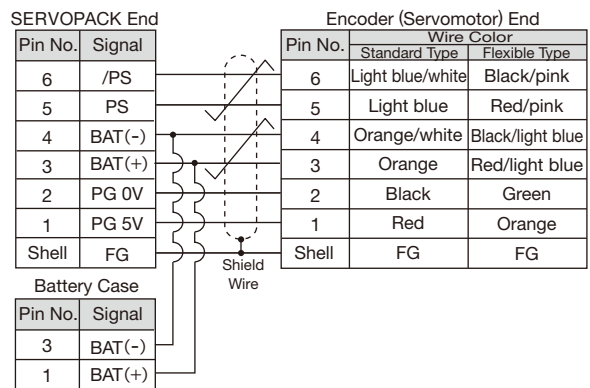 SERVOPACK End
Encoder (Servomotor) End
Pin No. Signal
Pin No. Wire Color
Standard Type Flexible Type
6 /PS
6 Light blue/white Black/pink
5 PS
5 Light blue Red/pink
4 BAT(-)
4 Orange/white Black/light blue
3 BAT(+)
3 Orange Red/light blue
2 PG 0V
2 Black Green
1 PG 5V
1 Red Orange
Shell FG
Shell FG FG
Shield
Wire
Battery Case
Pin No. Signal
3 BAT(-)
1 BAT(+)